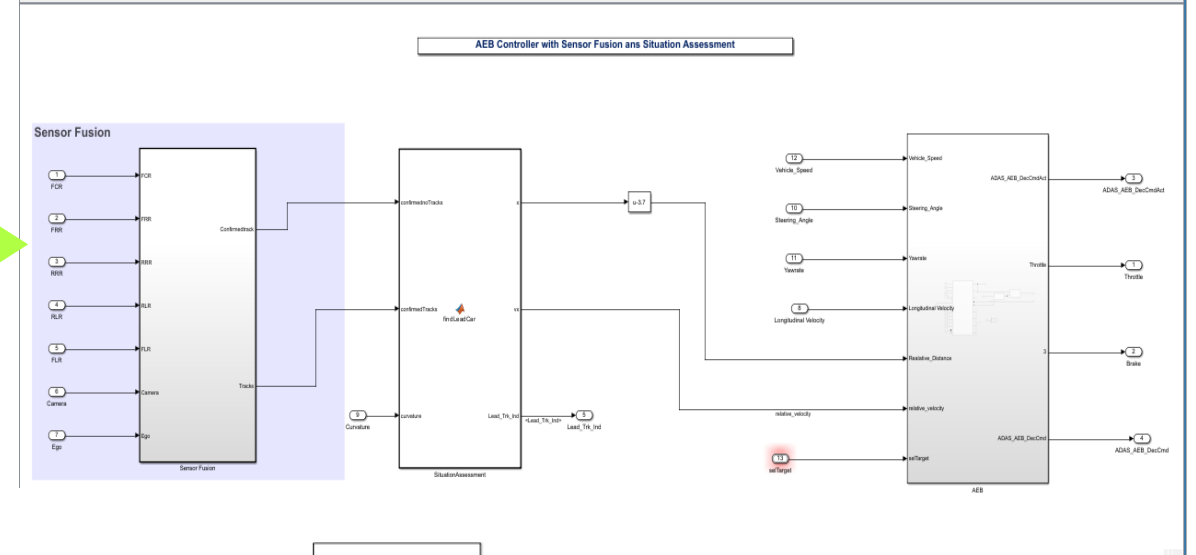 AEB Controller with Sensor Fusion ans Situation Assessment
Sensor Fusion
1
FCR
2
FRR
3
RRR
4
RLR
5
FLR
6
Camera
7
Ego
FCR
FRR
RRR
RLR
FLR
Camera
Ego
Confirmedtrack
Tracks
Sensor Fusion
9
Curvature
confirmednoTracks
confirmedTracks
curvature
findLeadCar
x
vx
Lead_Trk_Ind
SituationAssessment
<Lead_Trk_Ind>
5
Lead_Trk_Ind
u-3.7
relative_velocity
12
Vehicle_Speed
10
Steering_Angle
11
Yawrate
8
Longitudinal Velocity
13
selTarget
Vehicle_Speed
Steering_Angle
Yawrate
Longitudinal Velocity
Realative_Distance
relative_velocity
selTarget
ADAS_AEB_DecCmdAct
Throttle
3
ADAS_AEB_DecCmd
AEB
3
ADAS_AEB_DecCmdAct
1
Throttle
2
Brake
4
ADAS_AEB_DecCmd